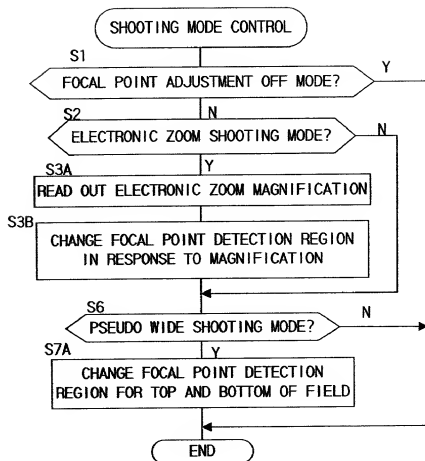 SHOOTING MODE CONTROL
S1
FOCAL POINT ADJUSTMENT OFF MODE?
Y
N
S2
ELECTRONIC ZOOM SHOOTING MODE?
N
Y
S3A
READ OUT ELECTRONIC ZOOM MAGNIFICATION
S3B
CHANGE FOCAL POINT DETECTION REGION
IN RESPONSE TO MAGNIFICATION
S6
PSEUDO WIDE SHOOTING MODE?
N
Y
S7A
CHANGE FOCAL POINT DETECTION
REGION FOR TOP AND BOTTOM OF FIELD
END